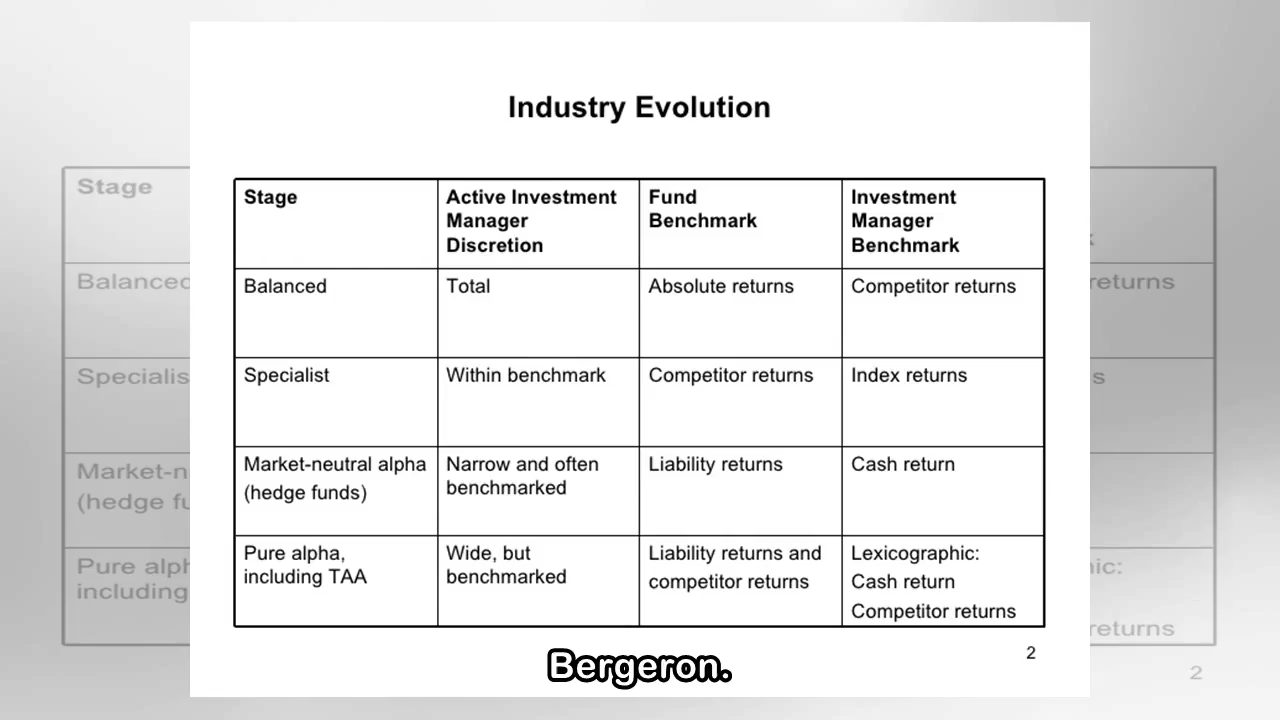 Industry Evolution
Stage
Active Investment
Manager
Discretion
Fund
Benchmark
Investment
Manager
Benchmark
Balanced
Total
Absolute returns
Competitor returns
Specialist
Within benchmark
Competitor returns
Index returns
Market-neutral alpha
(hedge funds)
Narrow and often
benchmarked
Liability returns
Cash return
Pure alpha,
including TAA
Wide, but
benchmarked
Liability returns and
competitor returns
Lexicographic:
Cash return
Competitor returns
2
Bergeron.